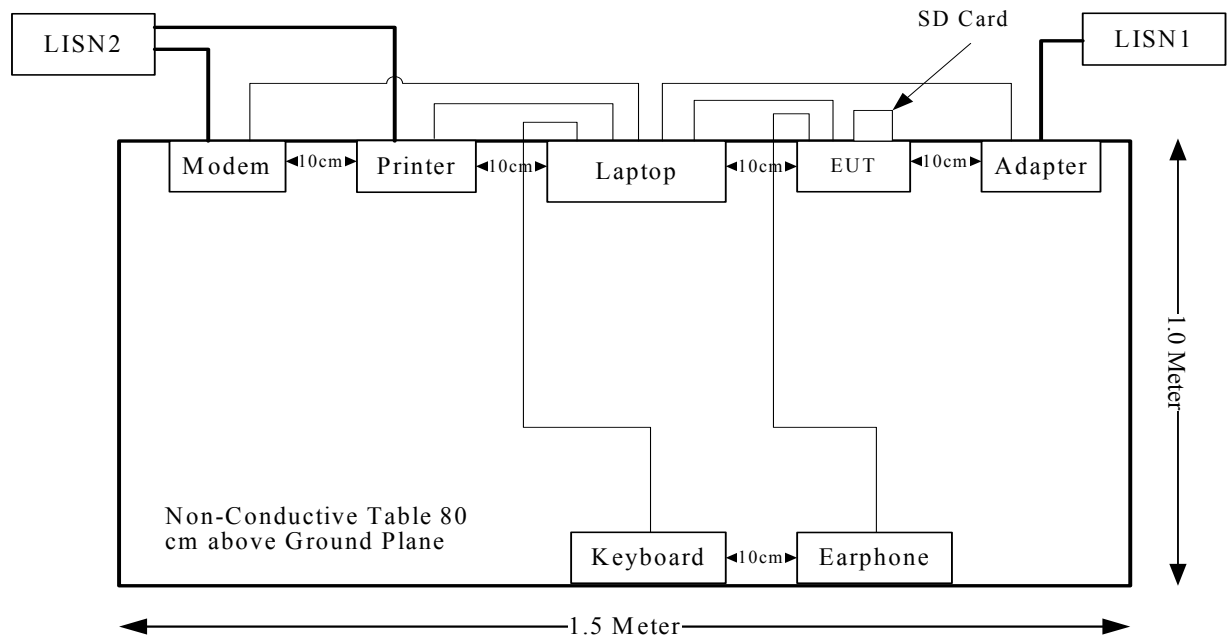 SD Card
LISN2
LISN1
Modem
10cm
Printer
10cm
Laptop
10cm
EUT
10cm
Adapter
1.0 Meter
Non-Conductive Table 80
cm above Ground Plane
Keyboard
10cm
Earphone
1.5 Meter